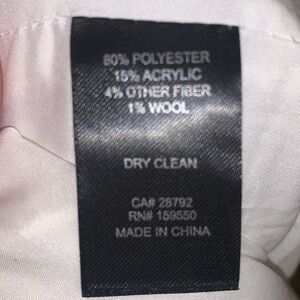 80% POLYESTER
15% ACRYLIC
4% OTHER FIBER
1% WOOL
DRY CLEAN
CA# 28792
RN# 159550
MADE IN CHINA